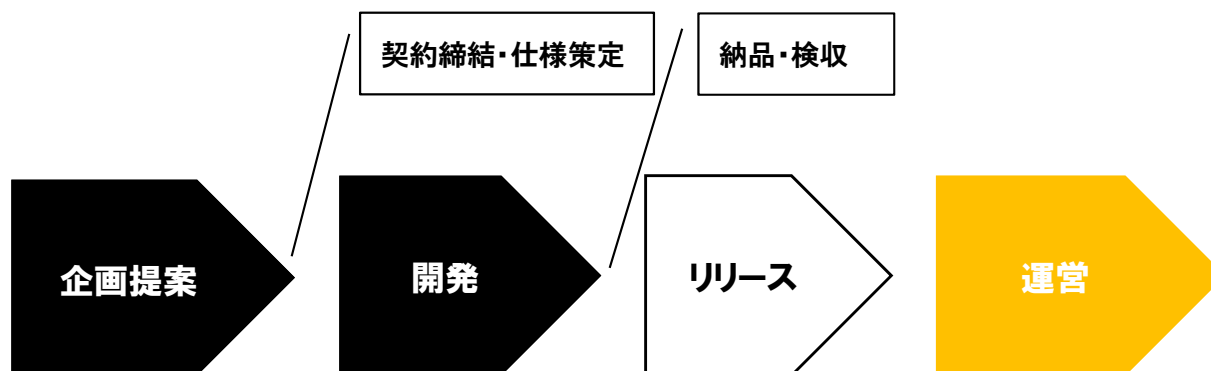 契約締結・仕様策定
納品・検収
企画提案
開発
リリース
運営